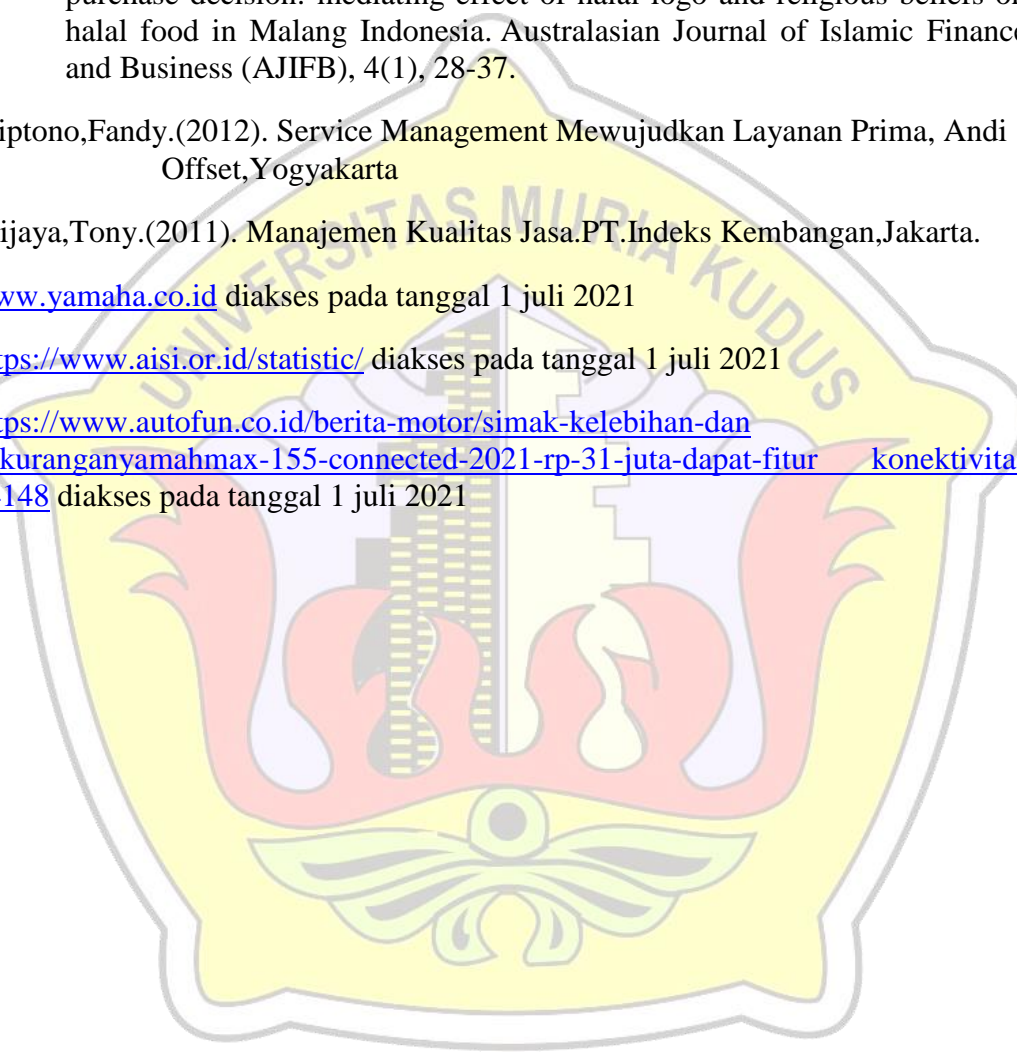 purchase decision: mediating effect of halal logo and religious beliefs o
halal food in Malang Indonesia. Australasian Journal of Islamic Finance
and Business (AJIFB), 4(1), 28-37.
iptono,Fandy.(2012). Service Management Mewujudkan Layanan Prima, Andi
Offset,Yogyakarta
ijaya,Tony.(2011). Manajemen Kualitas Jasa.PT.Indeks Kembangan,Jakarta.
ww.yamaha.co.id diakses pada tanggal 1 juli 2021
tps://www.aisi.or.id/statistic/ diakses pada tanggal 1 juli 2021
tps://www.autofun.co.id/berita-motor/simak-kelebihan-dan
kuranganyamahmax-155-connected-2021-rp-31-juta-dapat-fitur konektivita
148 diakses pada tanggal 1 juli 2021
UNIVERSITAS MURIA KUDUS